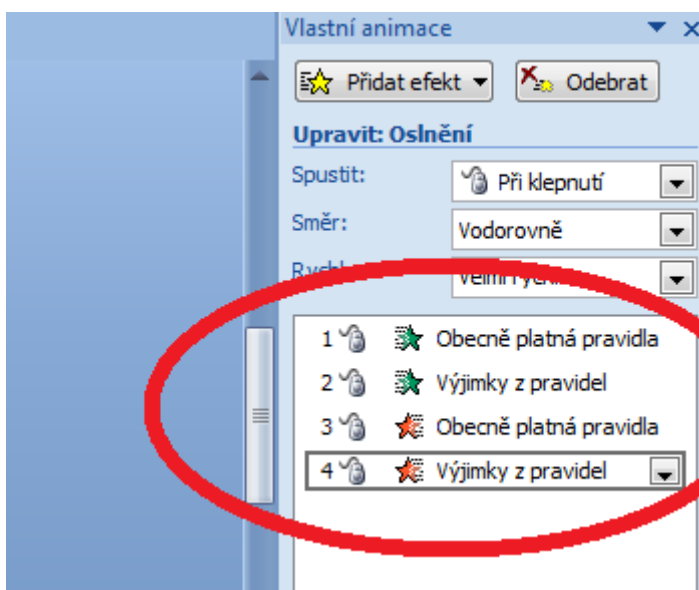 Vlastní animace
Přidat efekt
Odebrat
Upravit: Oslnění
Spustit:
Při klepnutí
Směr:
Vodorovně
1 Obecně platná pravidla
2 Výjimky z pravidel
3 Obecně platná pravidla
4 Výjimky z pravidel